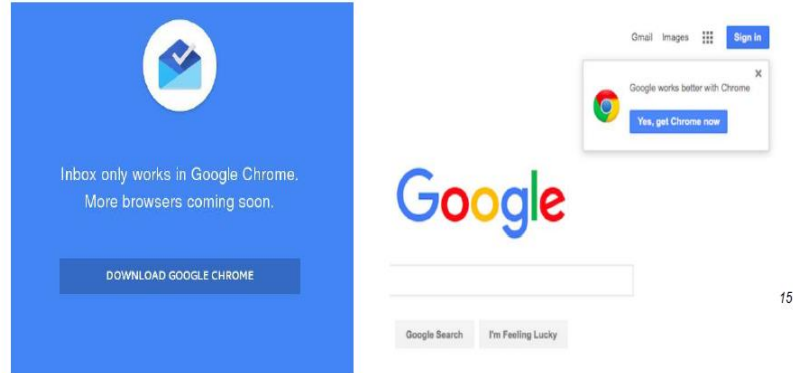 Inbox only works in Google Chrome.
More browsers coming soon.
DOWNLOAD GOOGLE CHROME
Gmail Images Sign in
x
Google works better with Chrome
Yes, get Chrome now
Google
Google Search I'm Feeling Lucky
15